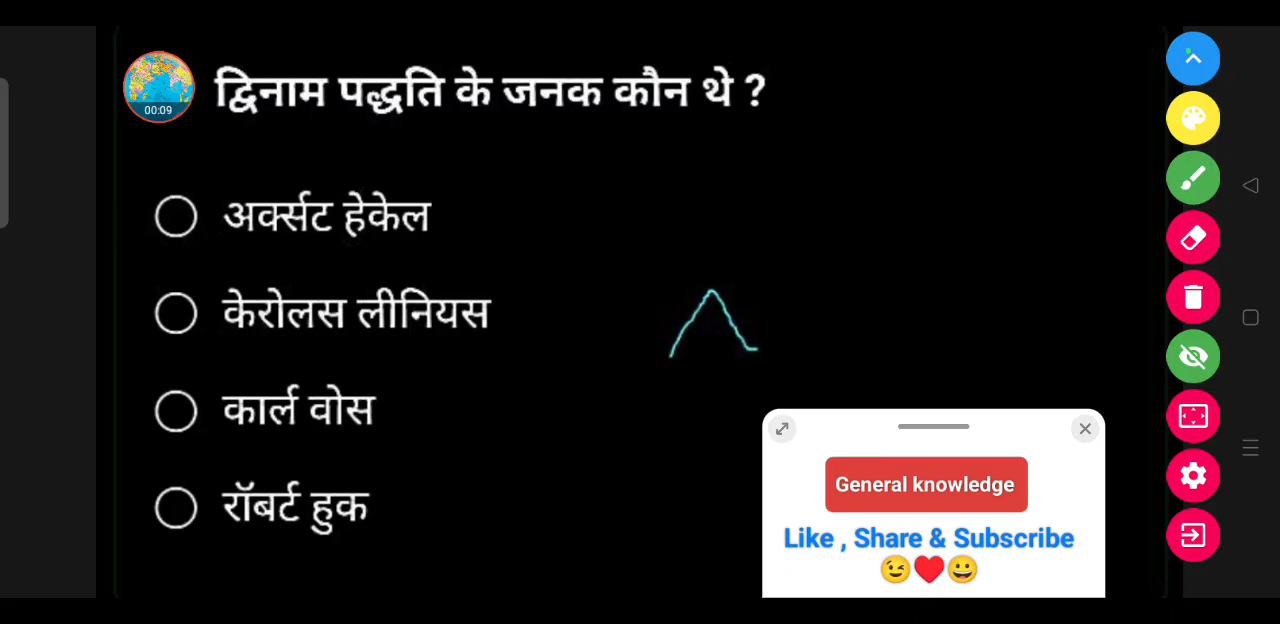 द्विनाम पद्धति के जनक कौन थे ?
00:09
अर्क्सट हेकेल
केरोलस लीनियस
कार्ल वोस
रॉबर्ट हुक
General knowledge
Like , Share & Subscribe
😉❤️😀